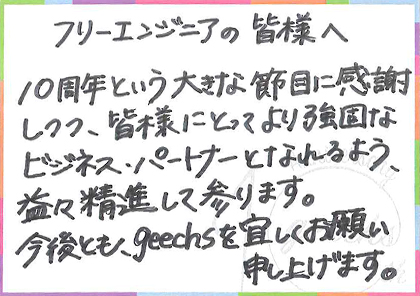 フリーエンジニアの皆様へ
10周年という大きな節目に感謝
しつつ、皆様にとってより強固な
ビジネス・パートナーとなれるよう、
益々精進して参ります。
今後とも、geechsを宜しくお願い
申し上げます。